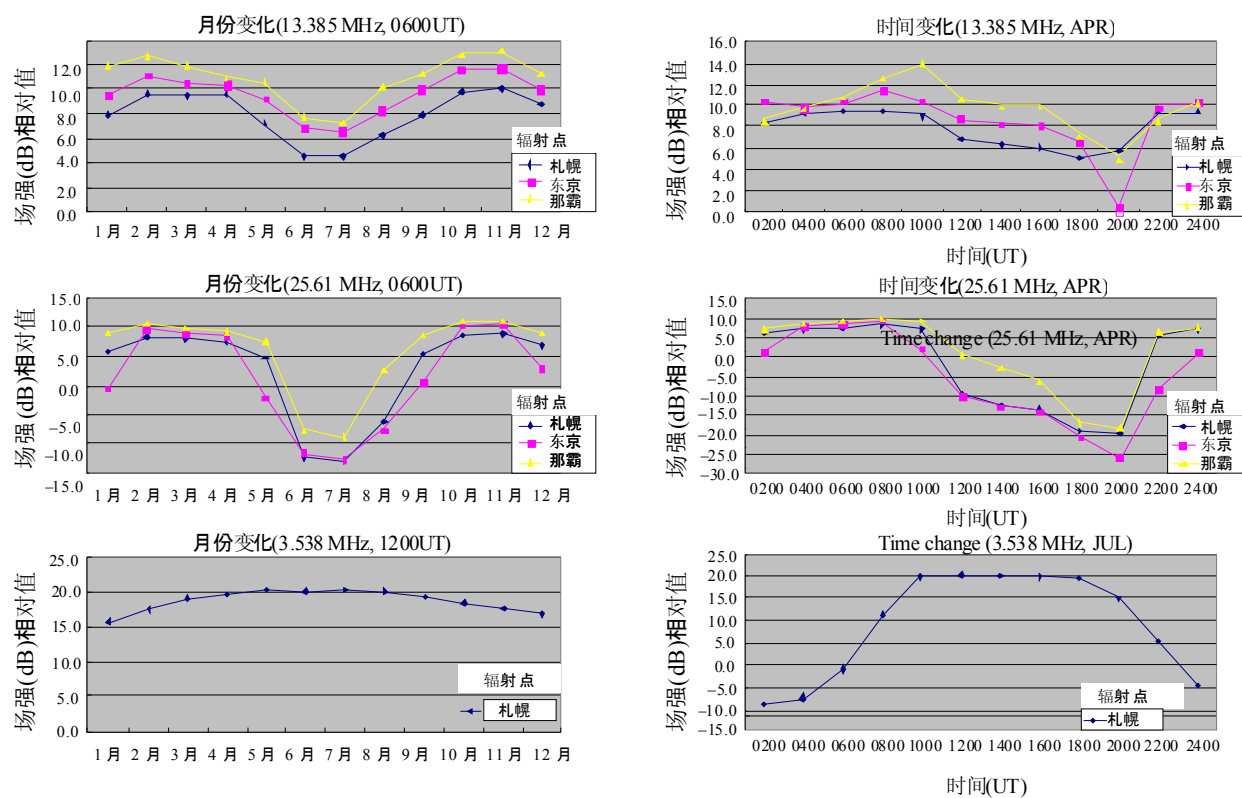 月份变化(13.385 MHz, 0600UT)
场强(dB)相对值
12.0
10.0
8.0
6.0
4.0
2.0
0.0
辐射点
札幌
东京
那霸
1月 2月 3月 4月 5月 6月 7月 8月 9月 10月 11月 12月
时间变化(13.385 MHz, APR)
场强(dB)相对值
16.0
14.0
12.0
10.0
8.0
6.0
4.0
2.0
0.0
辐射点
札幌
东京
那霸
0200 0400 0600 0800 1000 1200 1400 1600 1800 2000 2200 2400
时间(UT)
月份变化(25.61 MHz, 0600UT)
场强(dB)相对值
15.0
10.0
5.0
0.0
–5.0
–10.0
–15.0
辐射点
札幌
东京
那霸
1月 2月 3月 4月 5月 6月 7月 8月 9月 10月 11月 12月
时间变化(25.61 MHz, APR)
Time change (25.61 MHz, APR)
场强(dB)相对值
15.0
10.0
5.0
0.0
–5.0
–10.0
–15.0
–20.0
–25.0
–30.0
辐射点
札幌
东京
那霸
0200 0400 0600 0800 1000 1200 1400 1600 1800 2000 2200 2400
时间(UT)
月份变化(3.538 MHz, 1200UT)
场强(dB)相对值
25.0
20.0
15.0
10.0
5.0
0.0
辐射点
札幌
1月 2月 3月 4月 5月 6月 7月 8月 9月 10月 11月 12月
Time change (3.538 MHz, JUL)
场强(dB)相对值
25.0
20.0
15.0
10.0
5.0
0.0
–5.0
–10.0
–15.0
辐射点
札幌
0200 0400 0600 0800 1000 1200 1400 1600 1800 2000 2200 2400
时间(UT)